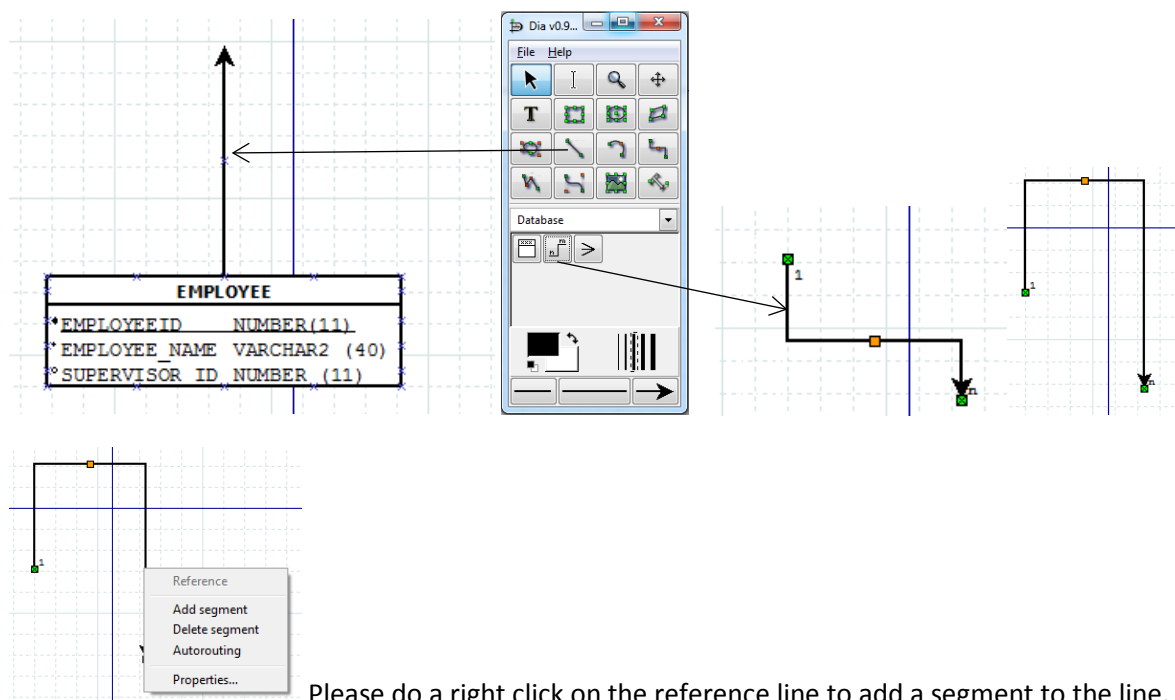 Dia v0.9...
File Help
T
Database
EMPLOYEE
EMPLOYEEID NUMBER(11)
EMPLOYEE_NAME VARCHAR2 (40)
SUPERVISOR ID NUMBER (11)
1
n
1
n
1
Reference
Add segment
Delete segment
Autorouting
Properties...
Please do a right click on the reference line to add a segment to the line.